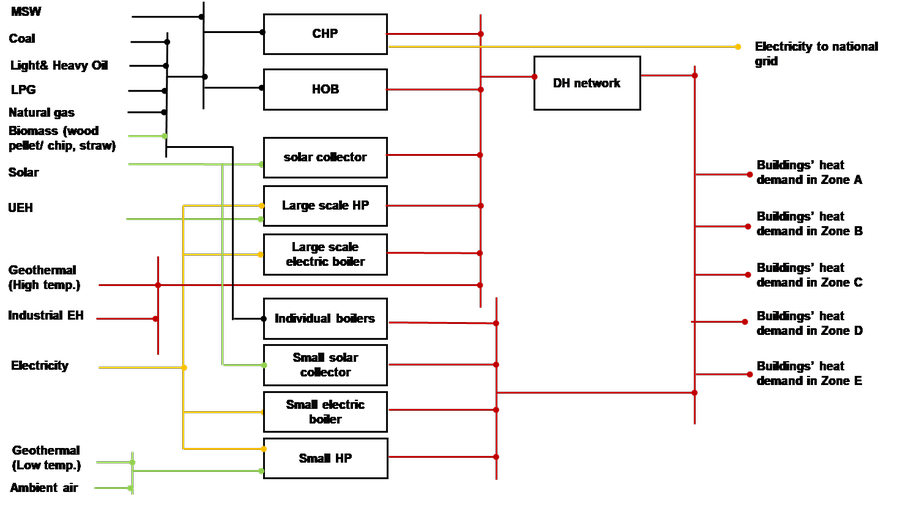 MSW
Coal
Light& Heavy Oil
LPG
Natural gas
Biomass (wood
pellet/ chip, straw)
Solar
UEH
Geothermal
(High temp.)
Industrial EH
Electricity
Geothermal
(Low temp.)
Ambient air
CHP
HOB
solar collector
Large scale HP
Large scale
electric boiler
Individual boilers
Small solar
collector
Small electric
boiler
Small HP
DH network
Electricity to national
grid
Buildings' heat
demand in Zone A
Buildings' heat
demand in Zone B
Buildings' heat
demand in Zone C
Buildings' heat
demand in Zone D
Buildings' heat
demand in Zone E